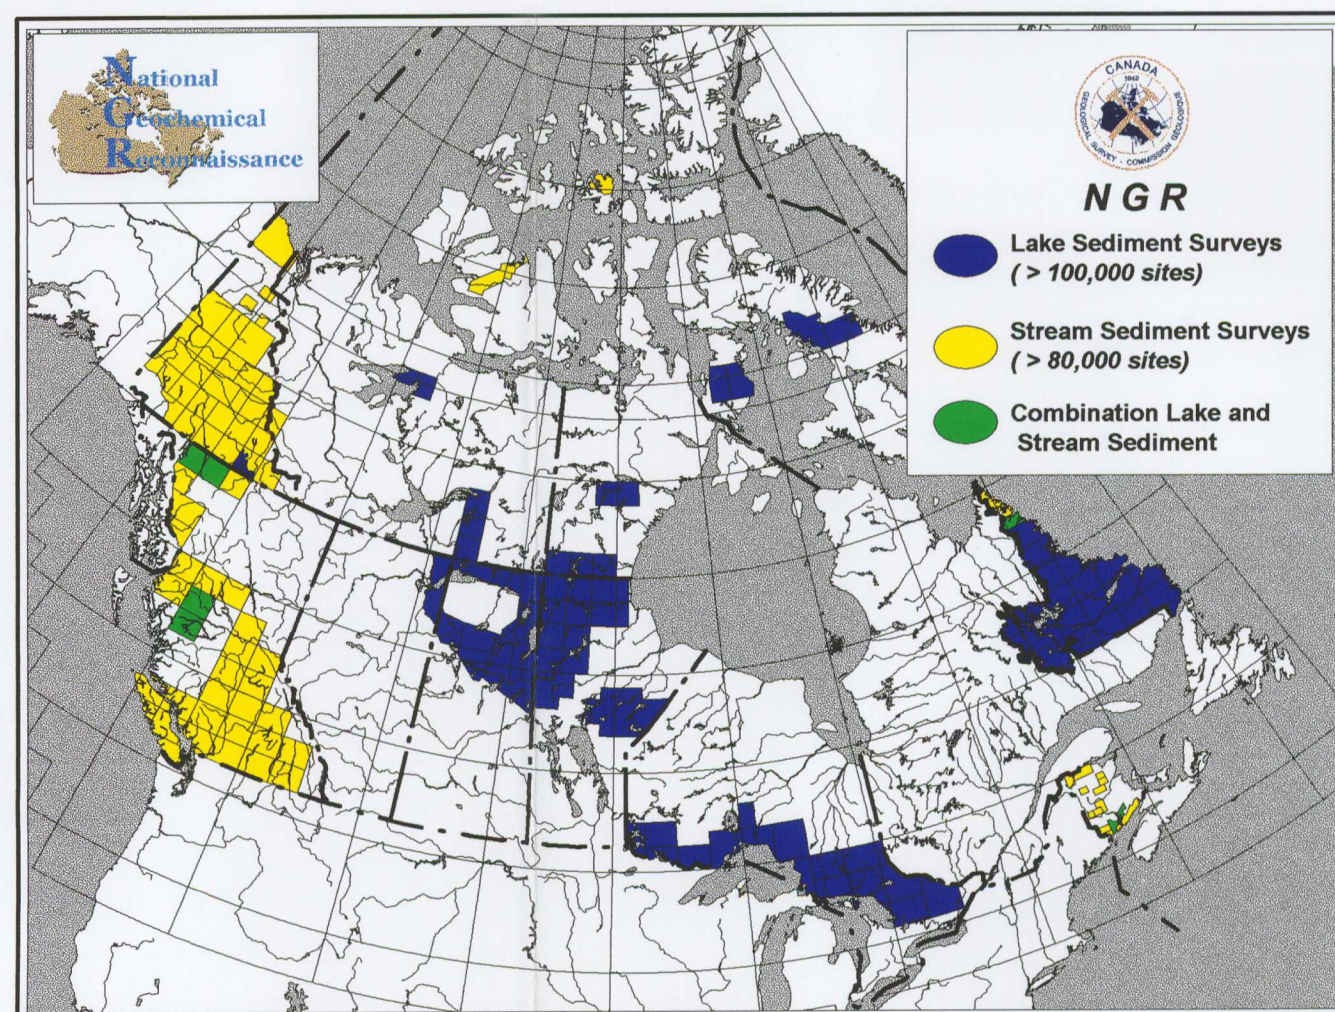 National
Geochemical
Reconnaissance
CANADA
1842
GEOLOGICAL SURVEY - COMMISSION GÉOLOGIQUE
NGR
Lake Sediment Surveys
( > 100,000 sites)
Stream Sediment Surveys
( > 80,000 sites)
Combination Lake and
Stream Sediment